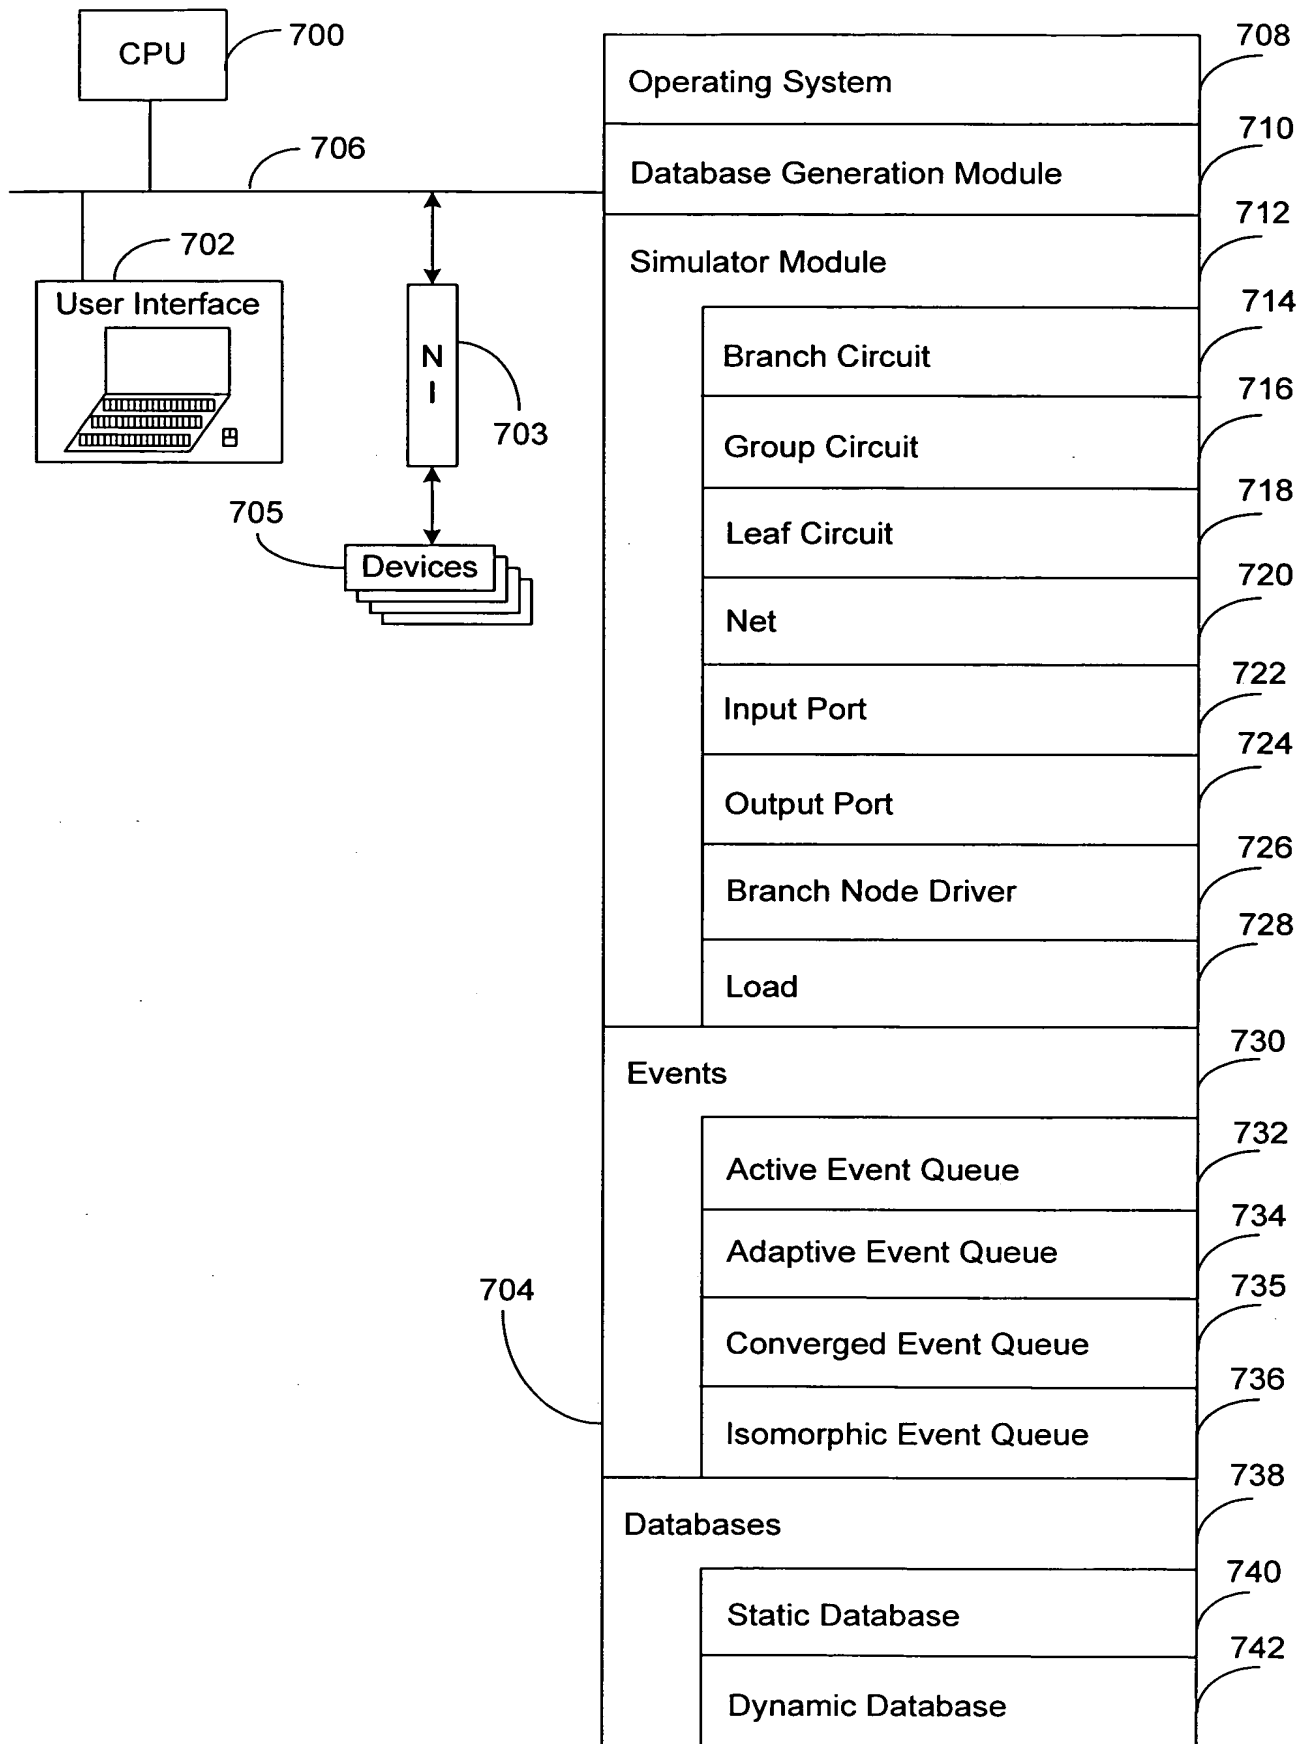 CPU
700
706
702
User Interface
N
I
703
705
Devices
704
708
Operating System
710
Database Generation Module
712
Simulator Module
714
Branch Circuit
716
Group Circuit
718
Leaf Circuit
720
Net
722
Input Port
724
Output Port
726
Branch Node Driver
728
Load
730
Events
732
Active Event Queue
734
Adaptive Event Queue
735
Converged Event Queue
736
Isomorphic Event Queue
738
Databases
740
Static Database
742
Dynamic Database